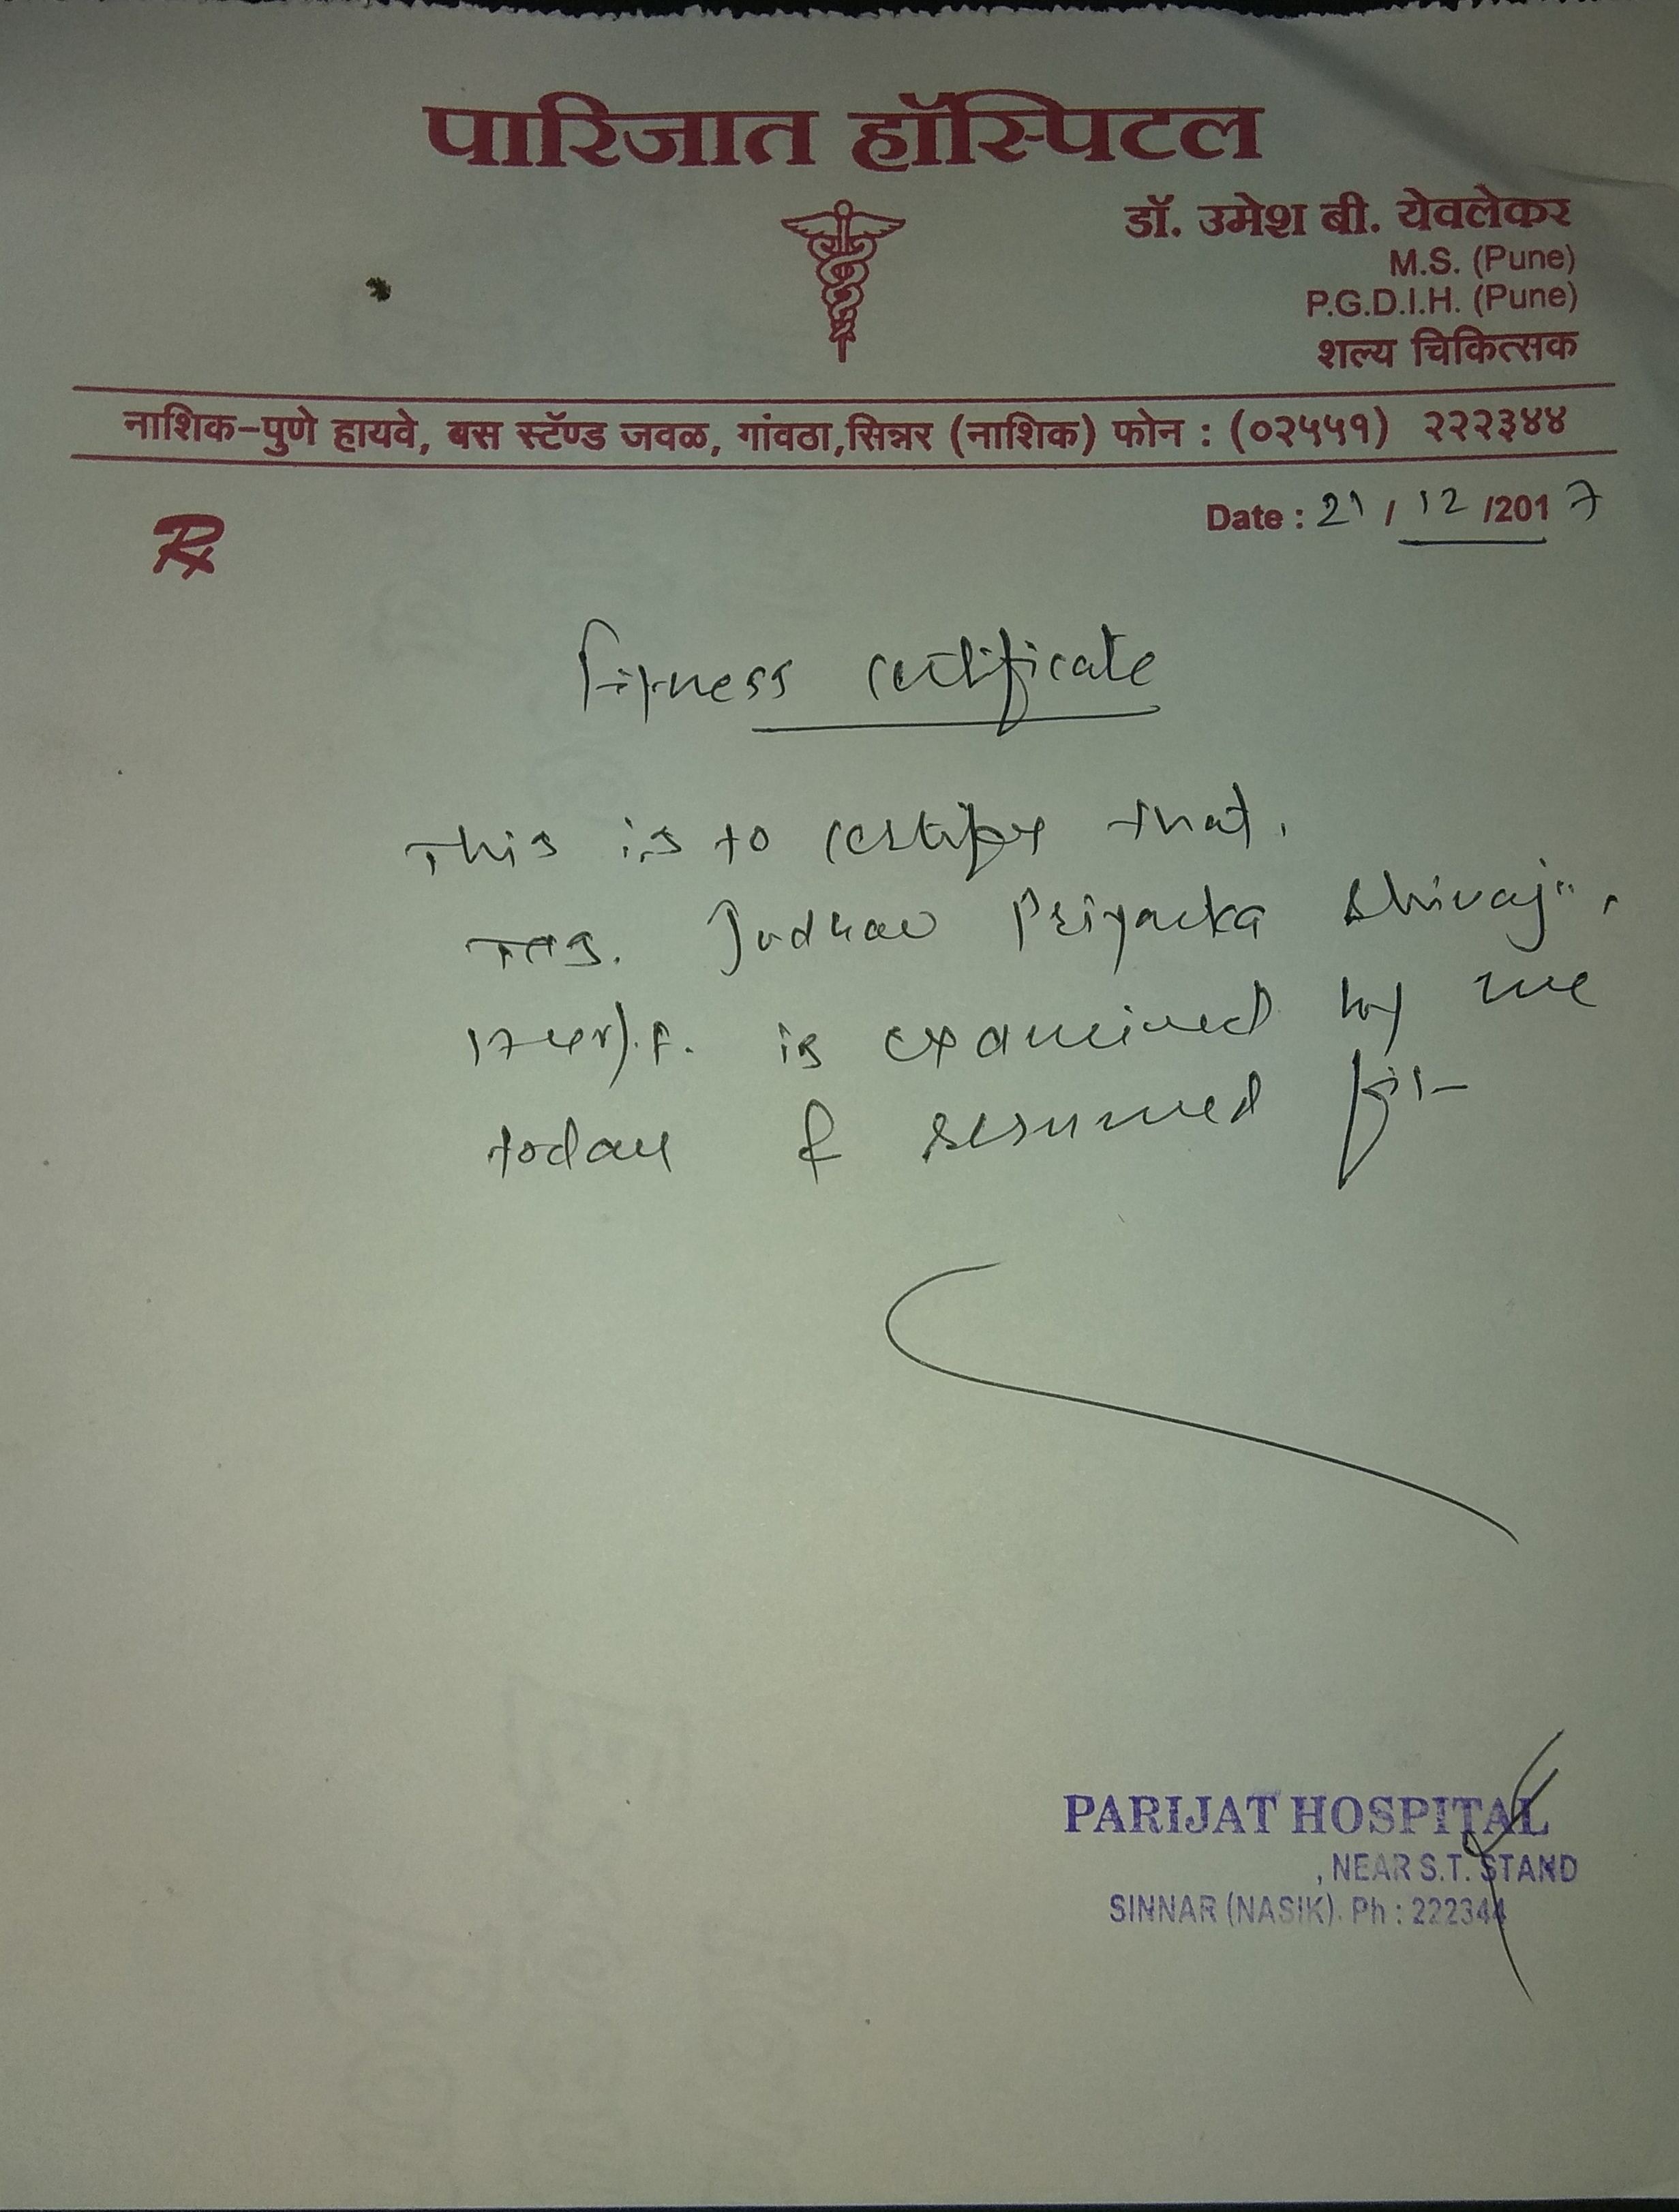 पारिजात हॉस्पिटल
डॉ. उमेश बी. येवलेकर
M.S. (Pune)
P.G.D.I.H. (Pune)
शल्य चिकित्सक
नाशिक-पुणे हायवे, बस स्टॅण्ड जवळ, गांवठा,सिन्नर (नाशिक) फोन : (०२५५१) २२२३४४
Date : 21 / 12 /2017
Rx
Fitness certificate
This is to certify that.
Jadhav Priyanka Shivaji.
is examined by me
today & resumed fit
PARIJAT HOSPITAL
, NEAR S.T. STAND
SINNAR (NASIK). Ph : 222344